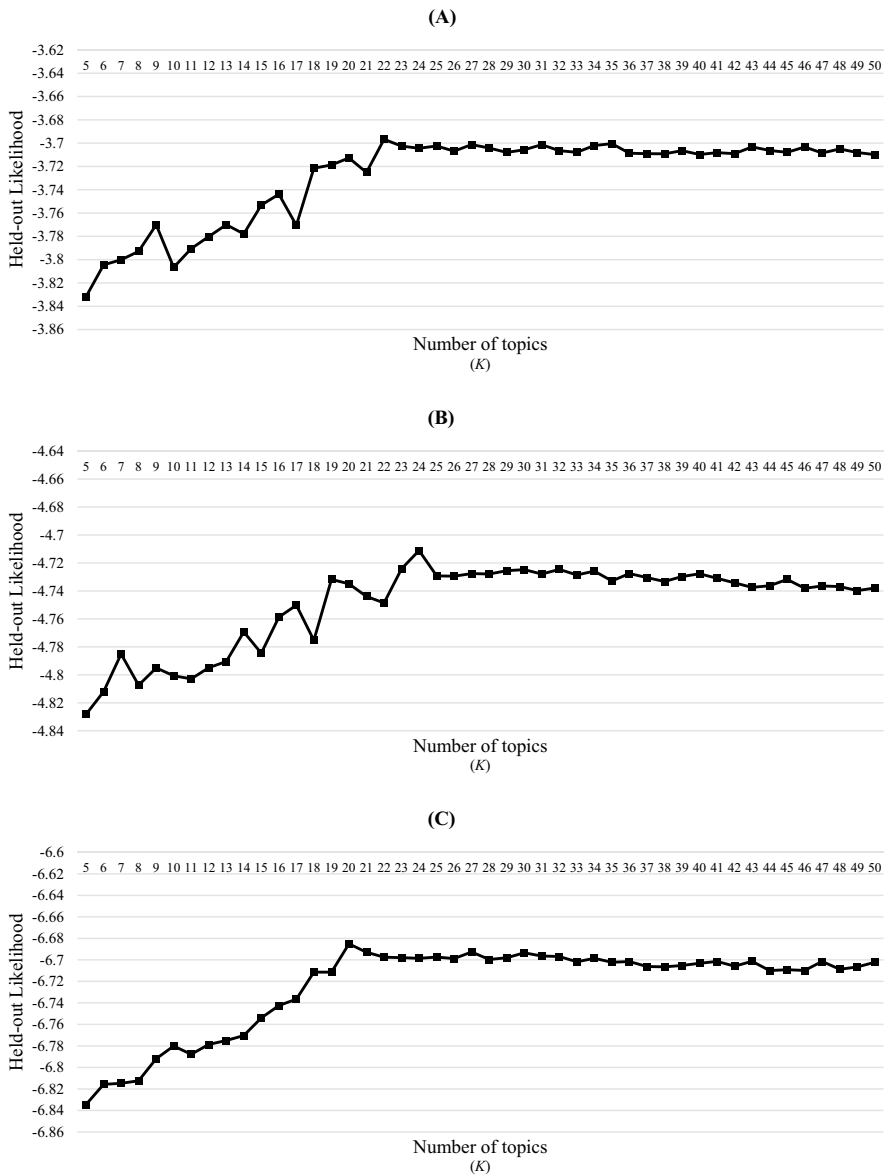 (A)
-3.62
5 6 7 8 9 10 11 12 13 14 15 16 17 18 19 20 21 22 23 24 25 26 27 28 29 30 31 32 33 34 35 36 37 38 39 40 41 42 43 44 45 46 47 48 49 50
-3.64
-3.66
-3.68
-3.7
-3.72
-3.74
-3.76
-3.78
-3.8
-3.82
-3.84
-3.86
Held-out Likelihood
Number of topics
(K)
(B)
-4.64
5 6 7 8 9 10 11 12 13 14 15 16 17 18 19 20 21 22 23 24 25 26 27 28 29 30 31 32 33 34 35 36 37 38 39 40 41 42 43 44 45 46 47 48 49 50
-4.66
-4.68
-4.7
-4.72
-4.74
-4.76
-4.78
-4.8
-4.82
-4.84
Held-out Likelihood
Number of topics
(K)
(C)
-6.6
5 6 7 8 9 10 11 12 13 14 15 16 17 18 19 20 21 22 23 24 25 26 27 28 29 30 31 32 33 34 35 36 37 38 39 40 41 42 43 44 45 46 47 48 49 50
-6.62
-6.64
-6.66
-6.68
-6.7
-6.72
-6.74
-6.76
-6.78
-6.8
-6.82
-6.84
-6.86
Held-out Likelihood
Number of topics
(K)